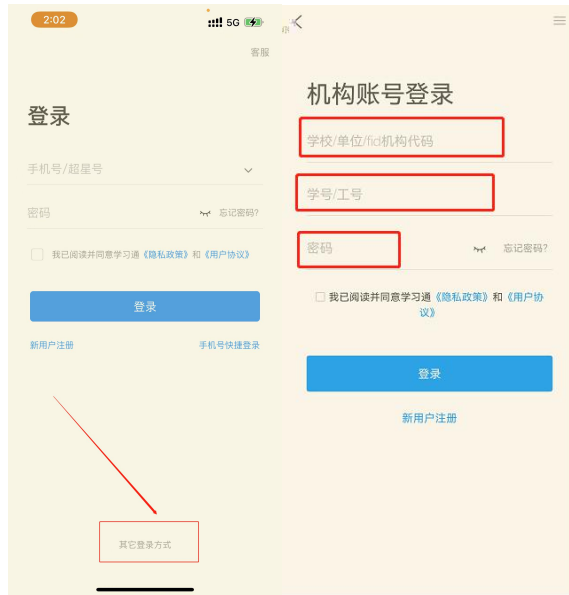 2:02
5G
客服
登录
手机号/超星号
密码
忘记密码?
我已阅读并同意学习通《隐私政策》和《用户协议》
登录
新用户注册
手机号快捷登录
其它登录方式
机构账号登录
学校/单位/fid机构代码
学号/工号
密码
忘记密码?
我已阅读并同意学习通《隐私政策》和《用户协
议》
登录
新用户注册